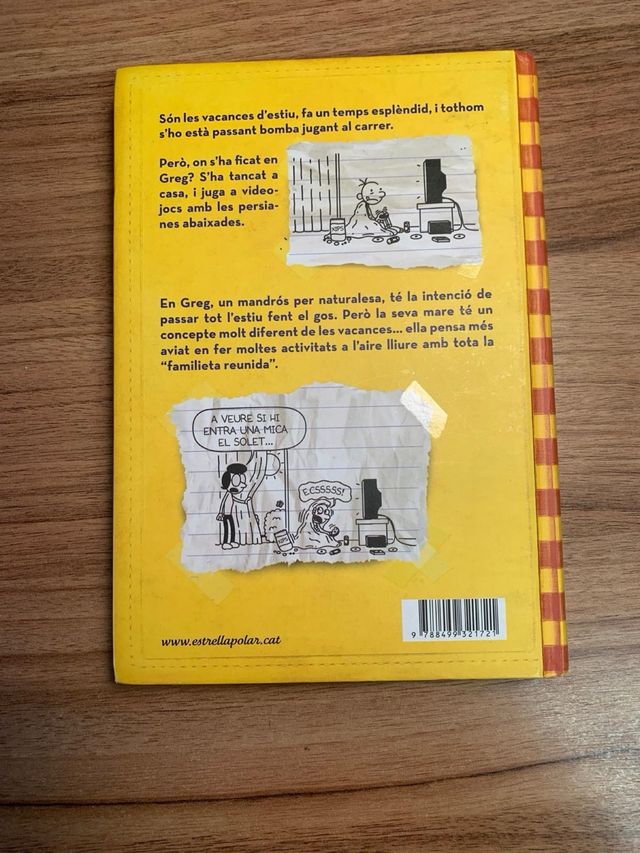 Són les vacances d'estiu, fa un temps esplèndid, i tothom
s'ho està passant bomba jugant al carrer.
Però, on s'ha ficat en
Greg? S'ha tancat a
casa, i juga a video-
jocs amb les persia-
nes abaixades.
En Greg, un mandrós per naturalesa, té la intenció de
passar tot l'estiu fent el gos. Però la seva mare té un
concepte molt diferent de les vacances... ella pensa més
aviat en fer moltes activitats a l'aire lliure amb tota la
“familieta reunida”.
A VEURE SI HI
ENTRA UNA MICA
EL SOLET...
ECSSSSS!
www.estrellapolar.cat
9 788499 321721